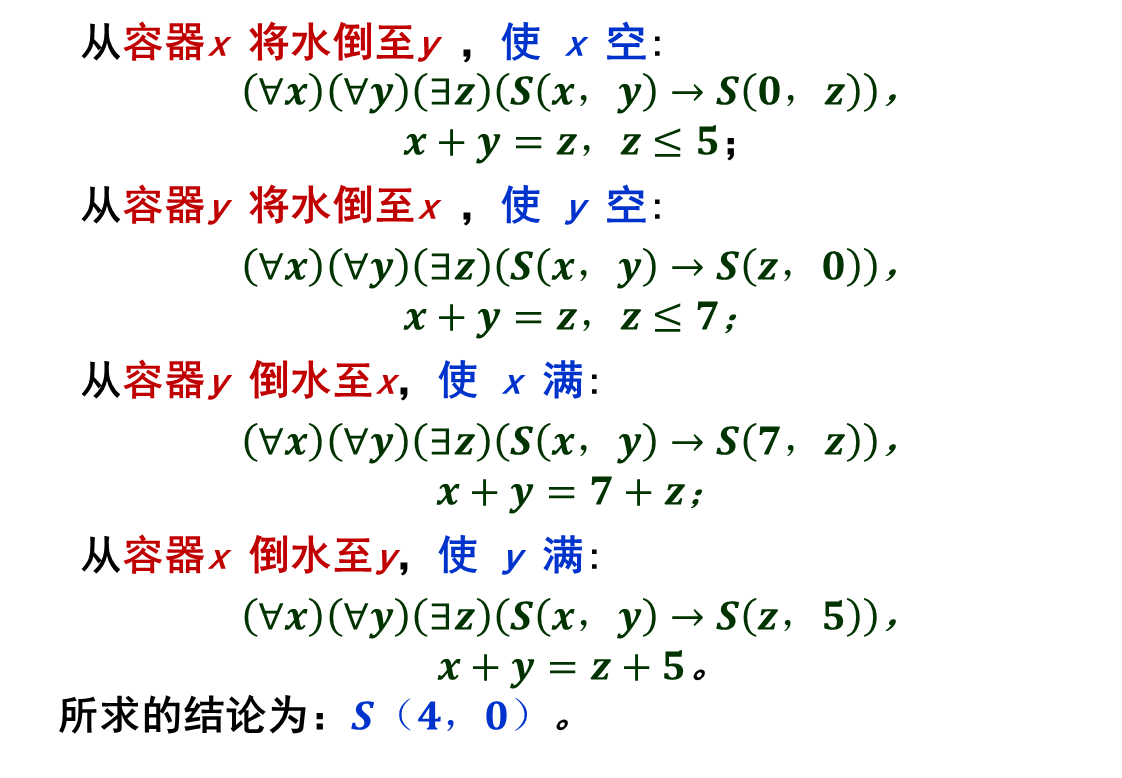 从容器x 将水倒至y ，使 x 空:
(∀x)(∀y)(∃z)(S(x, y)→S(0, z)),
x + y = z, z ≤ 5;
从容器y 将水倒至x ，使 y 空:
(∀x)(∀y)(∃z)(S(x, y)→S(z, 0)),
x + y = z, z ≤ 7;
从容器y 倒水至x，使 x 满:
(∀x)(∀y)(∃z)(S(x, y)→S(7, z)),
x + y = 7 + z;
从容器x 倒水至y，使 y 满:
(∀x)(∀y)(∃z)(S(x, y)→S(z, 5)),
x + y = z + 5。
所求的结论为：S（4, 0）。